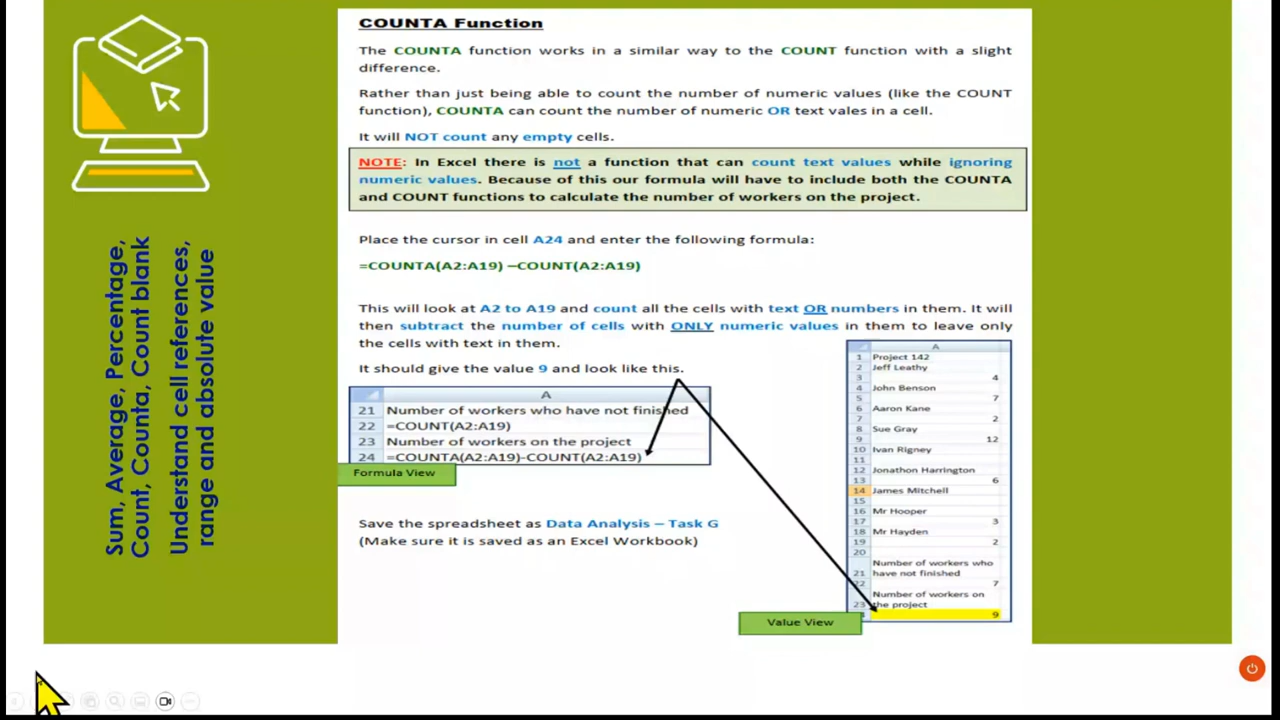 COUNTA Function
The COUNTA function works in a similar way to the COUNT function with a slight
difference.
Rather than just being able to count the number of numeric values (like the COUNT
function), COUNTA can count the number of numeric OR text vales in a cell.
It will NOT count any empty cells.
NOTE: In Excel there is not a function that can count text values while ignoring
numeric values. Because of this our formula will have to include both the COUNTA
and COUNT functions to calculate the number of workers on the project.
Place the cursor in cell A24 and enter the following formula:
=COUNTA(A2:A19) –COUNT(A2:A19)
This will look at A2 to A19 and count all the cells with text OR numbers in them. It will
then subtract the number of cells with ONLY numeric values in them to leave only
the cells with text in them.
It should give the value 9 and look like this.
A
21 Number of workers who have not finished
22 =COUNT(A2:A19)
23 Number of workers on the project
24 =COUNTA(A2:A19)-COUNT(A2:A19)
Formula View
Save the spreadsheet as Data Analysis – Task G
(Make sure it is saved as an Excel Workbook)
A
1 Project 142
2 Jeff Leathy
3 4
4 John Benson
5 7
6 Aaron Kane
7 2
8 Sue Gray
9 12
10 Ivan Rigney
11
12 Jonathon Harrington
13 6
14 James Mitchell
15
16 Mr Hooper
17 3
18 Mr Hayden
19 2
20
Number of workers who
21 have not finished
22 7
Number of workers on
23 the project
9
Value View
Sum, Average, Percentage,
Count, Counta, Count blank
Understand cell references,
range and absolute value